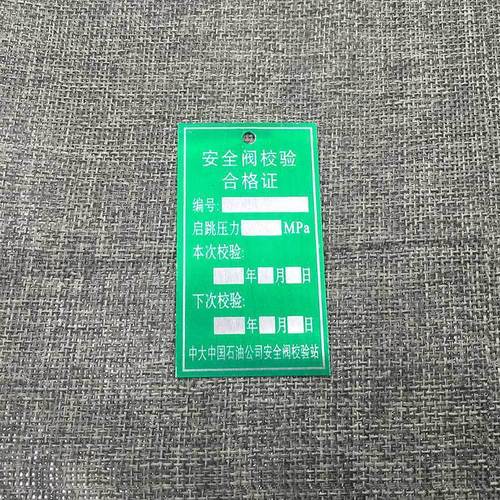 安全阀校验
合格证
编号:
启跳压力 MPa
本次校验:
年 月 日
下次校验:
年 月 日
中大中国石油公司安全阀校验站